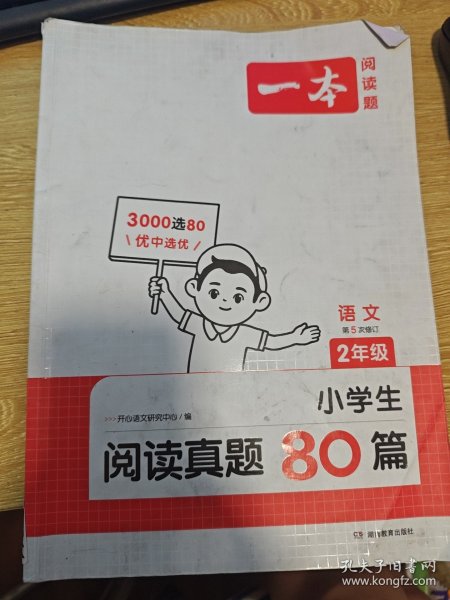 一本
阅读题
3000选80
\ 优中选优 /
语文
第5次修订
2年级
小学生
>>> 开心语文研究中心／编
阅读真题80篇
湖南教育出版社
孔夫子旧书网
www.kongfz.com